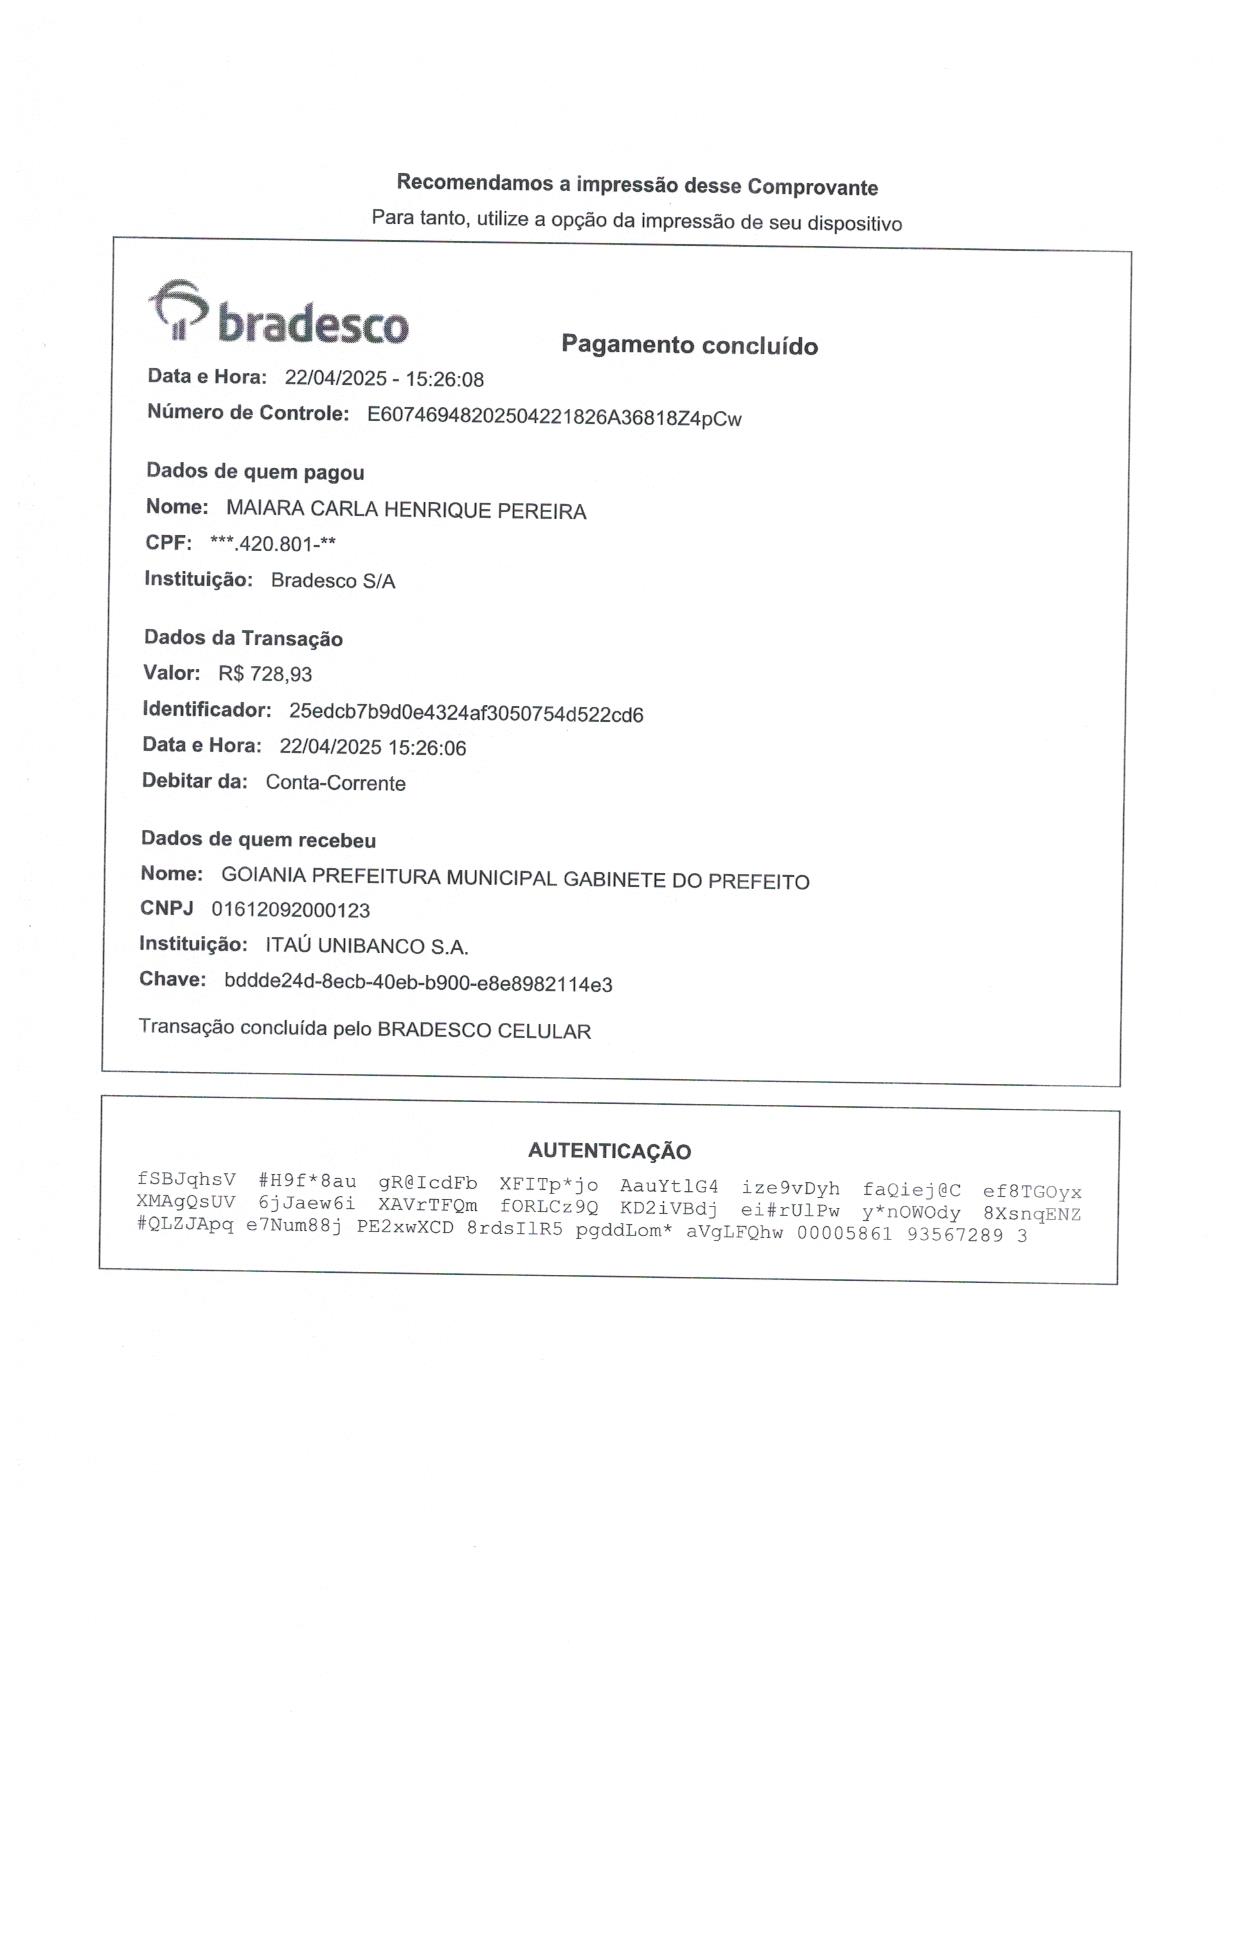 Recomendamos a impressão desse Comprovante
Para tanto, utilize a opção da impressão de seu dispositivo
bradesco
Pagamento concluído
Data e Hora: 22/04/2025 - 15:26:08
Número de Controle: E60746948202504221826A36818Z4pCw
Dados de quem pagou
Nome: MAIARA CARLA HENRIQUE PEREIRA
CPF: ***.420.801-**
Instituição: Bradesco S/A
Dados da Transação
Valor: R$ 728,93
Identificador: 25edcb7b9d0e4324af3050754d522cd6
Data e Hora: 22/04/2025 15:26:06
Debitar da: Conta-Corrente
Dados de quem recebeu
Nome: GOIANIA PREFEITURA MUNICIPAL GABINETE DO PREFEITO
CNPJ 01612092000123
Instituição: ITAÚ UNIBANCO S.A.
Chave: bddde24d-8ecb-40eb-b900-e8e8982114e3
Transação concluída pelo BRADESCO CELULAR
AUTENTICAÇÃO
fSBJqhsV #H9f*8au gR@IcdFb XFITp*jo AauYtlG4 ize9vDyh faQiej@C ef8TGOyx
XMAgQsUV 6jJaew6i XAVrTFQm fORLCz9Q KD2iVBdj ei#rUlPw y*nOWOdy 8XsnqENZ
#QLZJApq e7Num88j PE2xwXCD 8rdsIlR5 pgddLom* aVgLFQhw 00005861 93567289 3